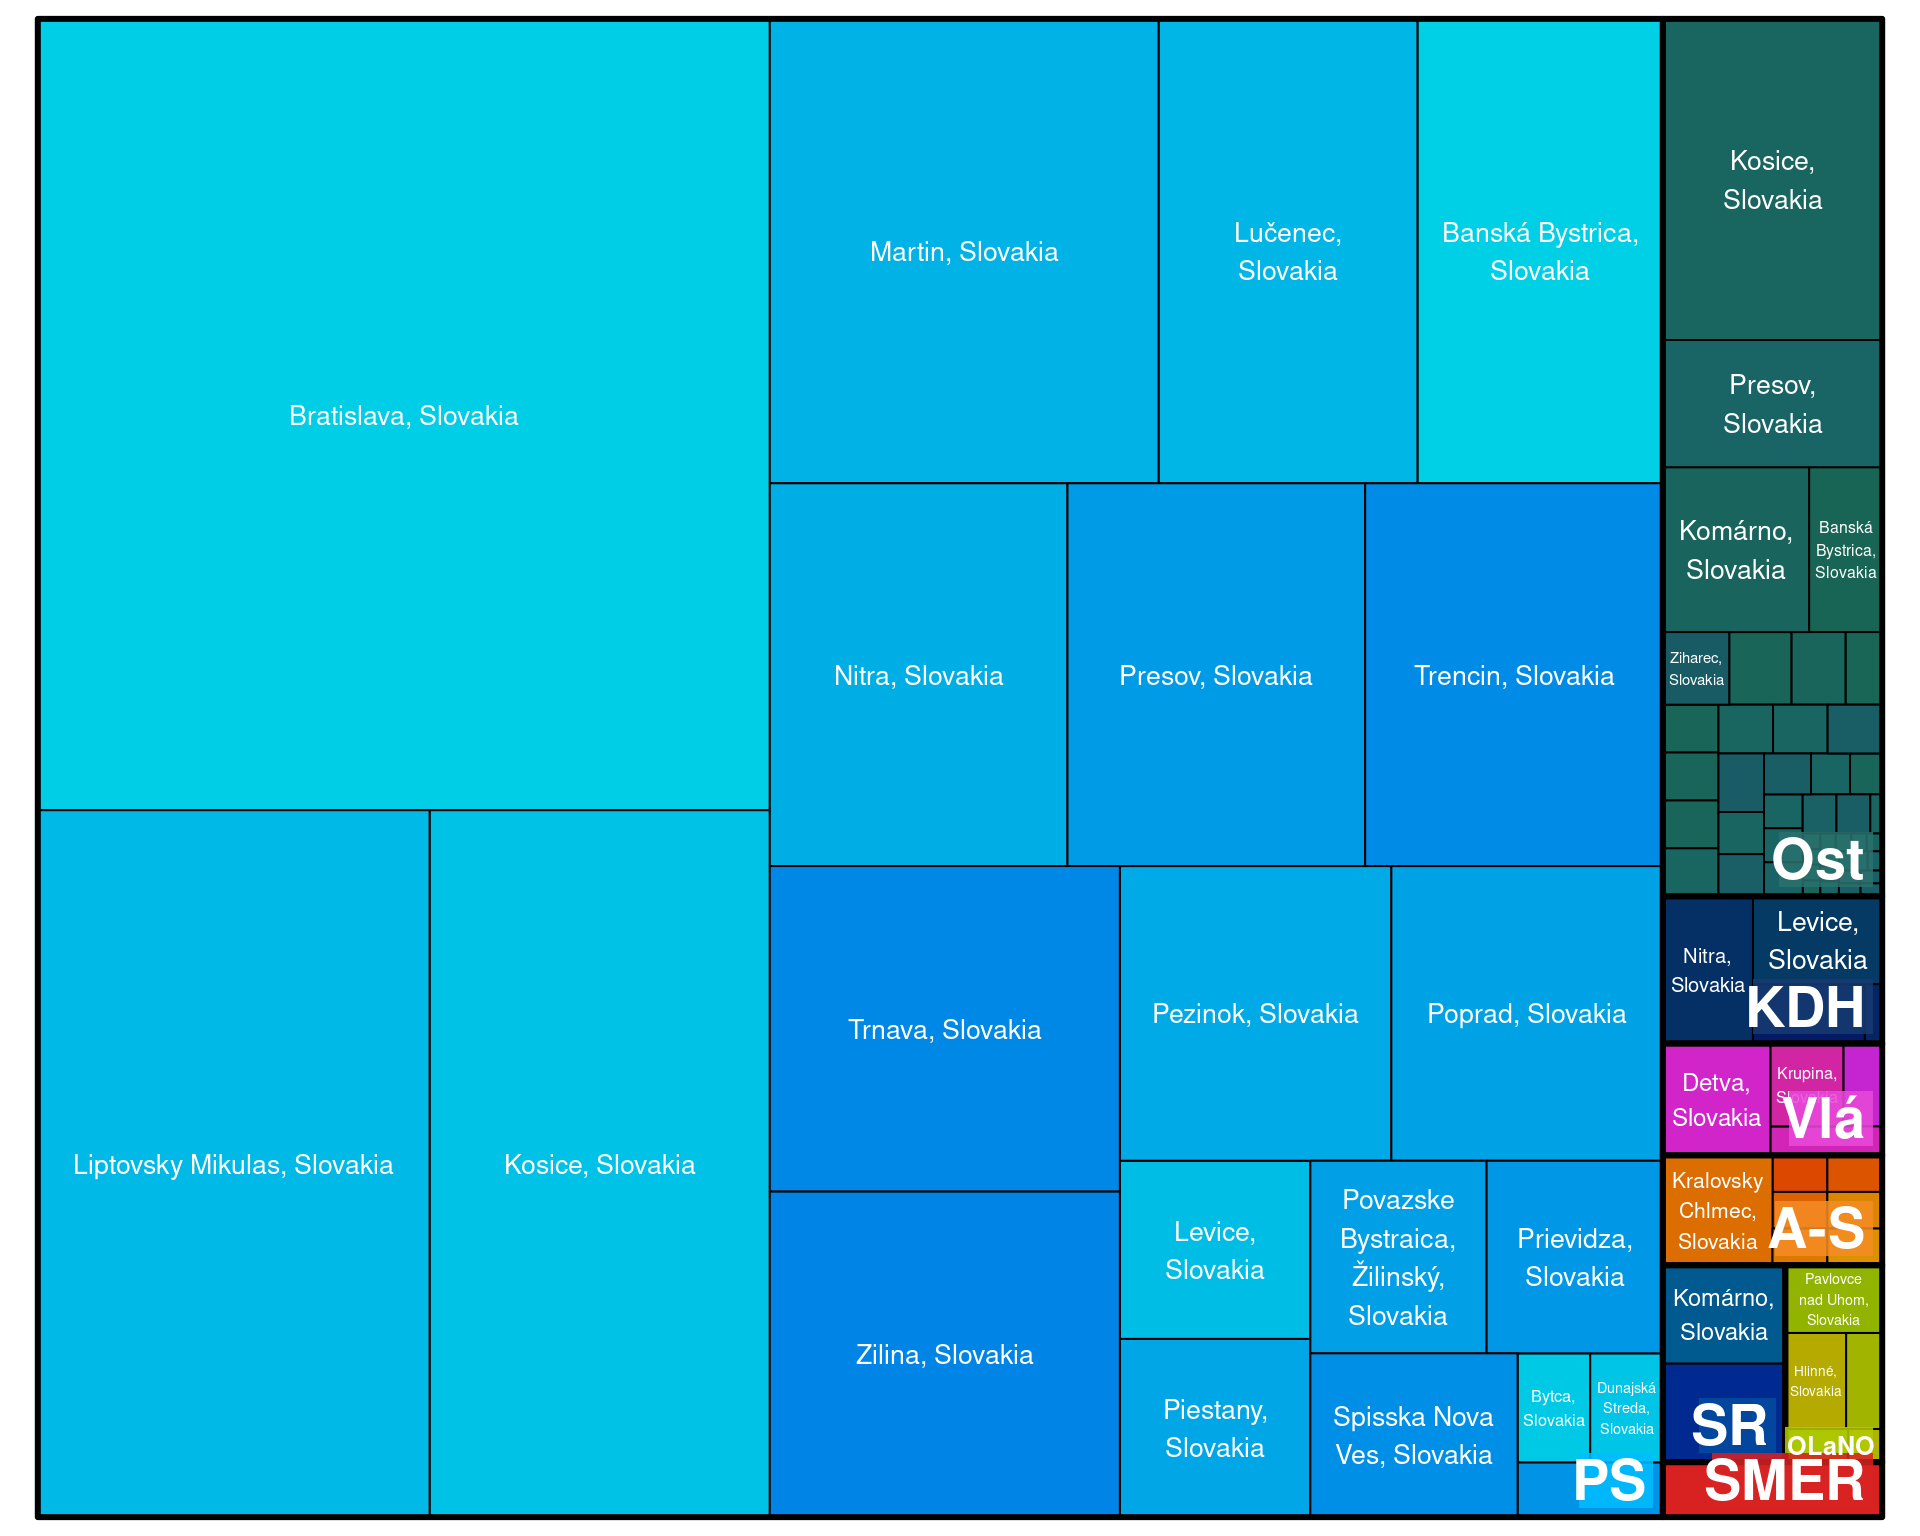 Bratislava, Slovakia
Martin, Slovakia
Lučenec,
Slovakia
Banská Bystrica,
Slovakia
Nitra, Slovakia
Presov, Slovakia
Trencin, Slovakia
Liptovsky Mikulas, Slovakia
Kosice, Slovakia
Trnava, Slovakia
Zilina, Slovakia
Pezinok, Slovakia
Poprad, Slovakia
Levice,
Slovakia
Povazske
Bystraica,
Žilinský,
Slovakia
Prievidza,
Slovakia
Piestany,
Slovakia
Spisska Nova
Ves, Slovakia
Bytca,
Slovakia
Dunajská
Streda,
Slovakia
PS
Kosice,
Slovakia
Presov,
Slovakia
Komárno,
Slovakia
Banská
Bystrica,
Slovakia
Ziharec,
Slovakia
Ost
Nitra,
Slovakia
Levice,
Slovakia
KDH
Detva,
Slovakia
Krupina,
Slovakia
Vlá
Kralovsky
Chlmec,
Slovakia
A-S
Komárno,
Slovakia
SR
Pavlovce
nad Uhom,
Slovakia
Hlinné,
Slovakia
OLaNO
SMER